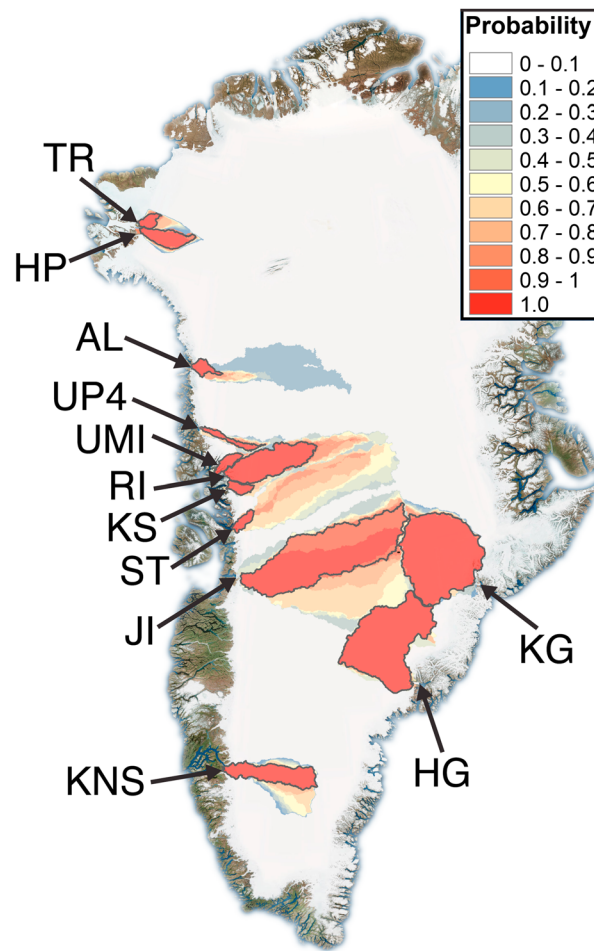 Probability
0 - 0.1
0.1 - 0.2
0.2 - 0.3
0.3 - 0.4
0.4 - 0.5
0.5 - 0.6
0.6 - 0.7
0.7 - 0.8
0.8 - 0.9
0.9 - 1
1.0
TR
HP
AL
UP4
UMI
RI
KS
ST
JI
KG
HG
KNS